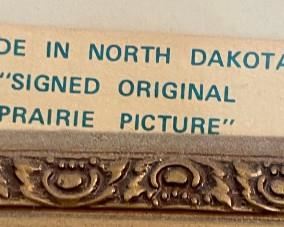 DE IN NORTH DAKOTA
"SIGNED ORIGINAL
PRAIRIE PICTURE"